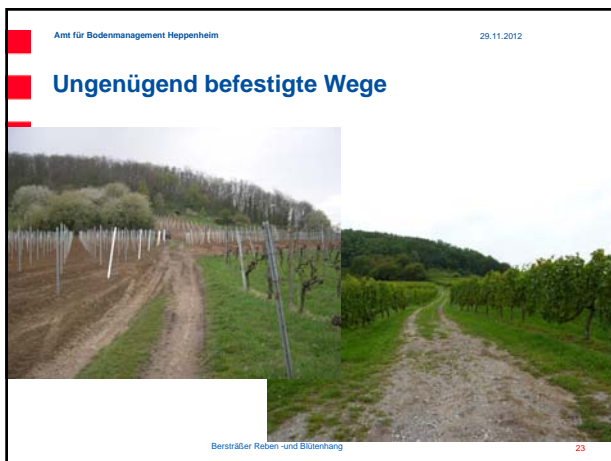 Amt für Bodenmanagement Heppenheim 29.11.2012
Ungenügend befestigte Wege
Bersträßer Reben -und Blütenhang 23